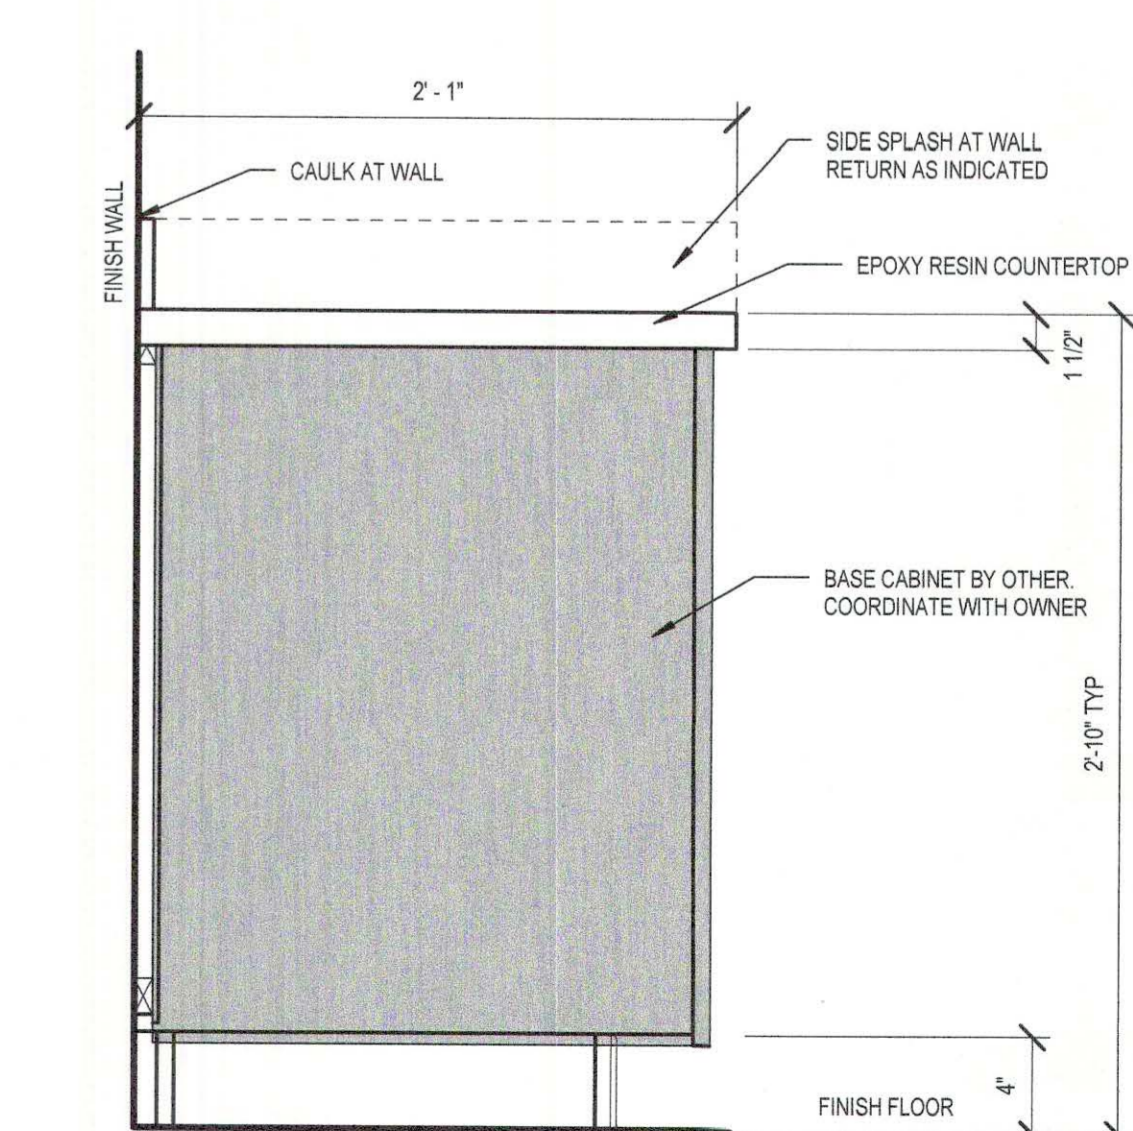 2' - 1"
SIDE SPLASH AT WALL
RETURN AS INDICATED
CAULK AT WALL
FINISH WALL
EPOXY RESIN COUNTERTOP
1 1/2"
BASE CABINET BY OTHER.
COORDINATE WITH OWNER
2'-10" TYP
4"
FINISH FLOOR